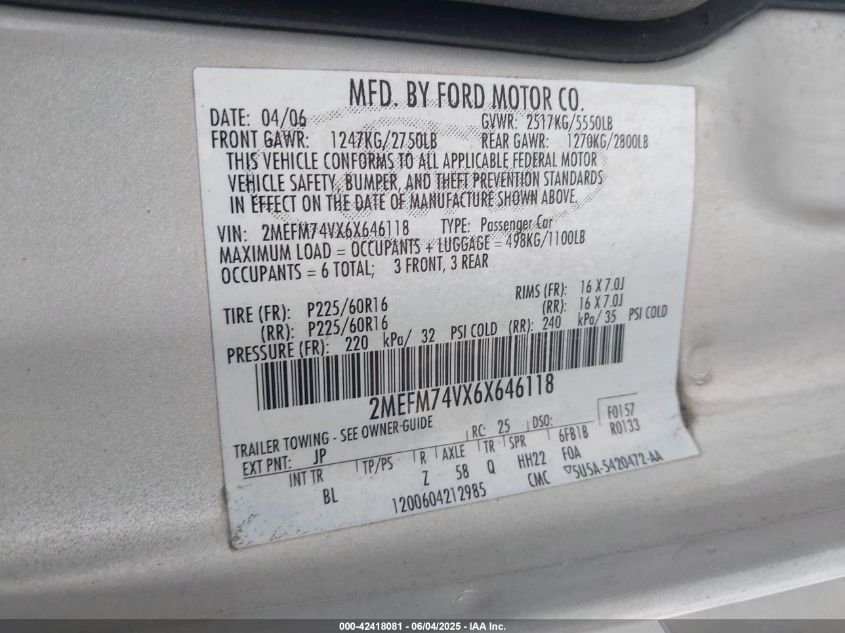 MFD. BY FORD MOTOR CO.
DATE: 04/06 GVWR: 2517KG/5550LB
FRONT GAWR: 1247KG/2750LB REAR GAWR: 1270KG/2800LB
THIS VEHICLE CONFORMS TO ALL APPLICABLE FEDERAL MOTOR
VEHICLE SAFETY, BUMPER, AND THEFT PREVENTION STANDARDS
IN EFFECT ON THE DATE OF MANUFACTURE SHOWN ABOVE.
VIN: 2MEFM74VX6X646118 TYPE: Passenger Car
MAXIMUM LOAD = OCCUPANTS + LUGGAGE = 498KG/1100LB
OCCUPANTS = 6 TOTAL; 3 FRONT, 3 REAR
TIRE (FR): P225/60R16 RIMS (FR): 16 X 7.0J
(RR): P225/60R16 (RR): 16 X 7.0J
PRESSURE (FR): 220 kPa/ 32 PSI COLD (RR): 240 kPa/ 35 PSI COLD
2MEFM74VX6X646118
TRAILER TOWING - SEE OWNER-GUIDE RC: 25 DSO: F0157
EXT PNT: JP 6FB1B R0133
INT TR TP/PS R AXLE TR SPR FOA
BL Z 58 Q HH22 ▽5U5A-5420472-AA
1200604212985 CMC
000-42418081 - 06/04/2025 - IAA Inc.